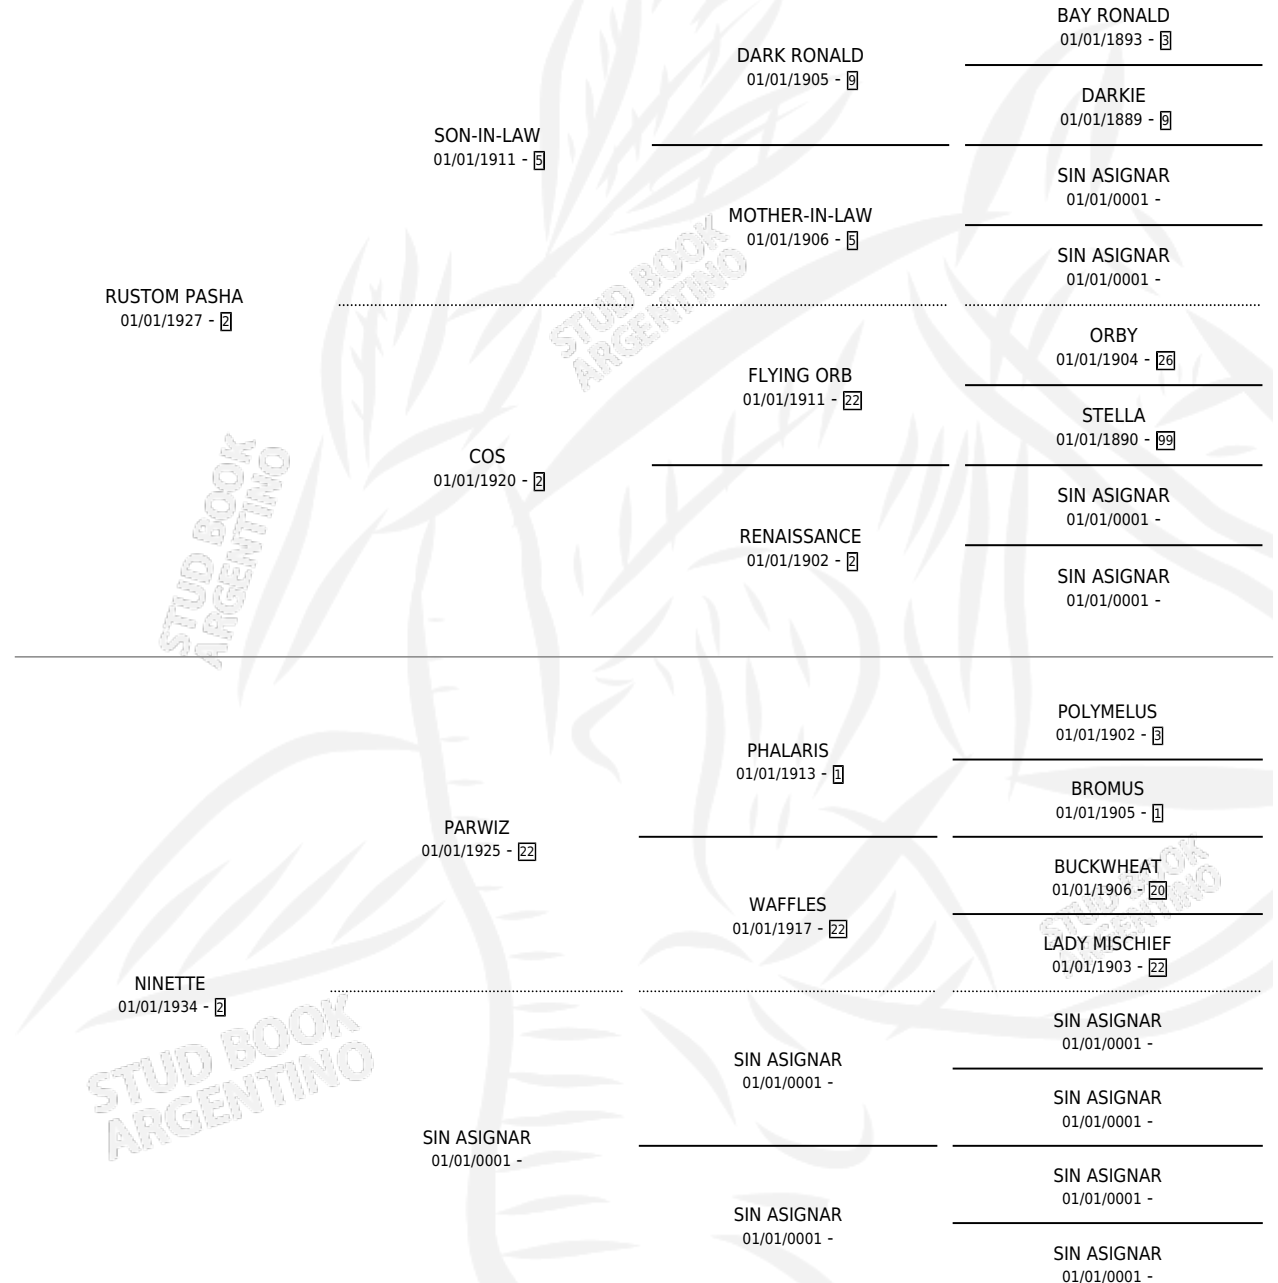 BAY RONALD
01/01/1893 - 3
DARK RONALD
01/01/1905 - 9
DARKIE
01/01/1889 - 9
SON-IN-LAW
01/01/1911 - 5
SIN ASIGNAR
01/01/0001 -
MOTHER-IN-LAW
01/01/1906 - 5
SIN ASIGNAR
01/01/0001 -
RUSTOM PASHA
01/01/1927 - 2
STUD BOOK
ARGENTINO
ORBY
01/01/1904 - 26
FLYING ORB
01/01/1911 - 22
STELLA
01/01/1890 - 99
COS
01/01/1920 - 2
SIN ASIGNAR
01/01/0001 -
RENAISSANCE
01/01/1902 - 2
SIN ASIGNAR
01/01/0001 -
STUD BOOK
ARGENTINO
POLYMELUS
01/01/1902 - 3
PHALARIS
01/01/1913 - 1
BROMUS
01/01/1905 - 1
PARWIZ
01/01/1925 - 22
BUCKWHEAT
01/01/1906 - 20
WAFFLES
01/01/1917 - 22
STUD BOOK
ARGENTINO
LADY MISCHIEF
01/01/1903 - 22
NINETTE
01/01/1934 - 2
STUD BOOK
ARGENTINO
SIN ASIGNAR
01/01/0001 -
SIN ASIGNAR
01/01/0001 -
SIN ASIGNAR
01/01/0001 -
SIN ASIGNAR
01/01/0001 -
SIN ASIGNAR
01/01/0001 -
SIN ASIGNAR
01/01/0001 -
SIN ASIGNAR
01/01/0001 -